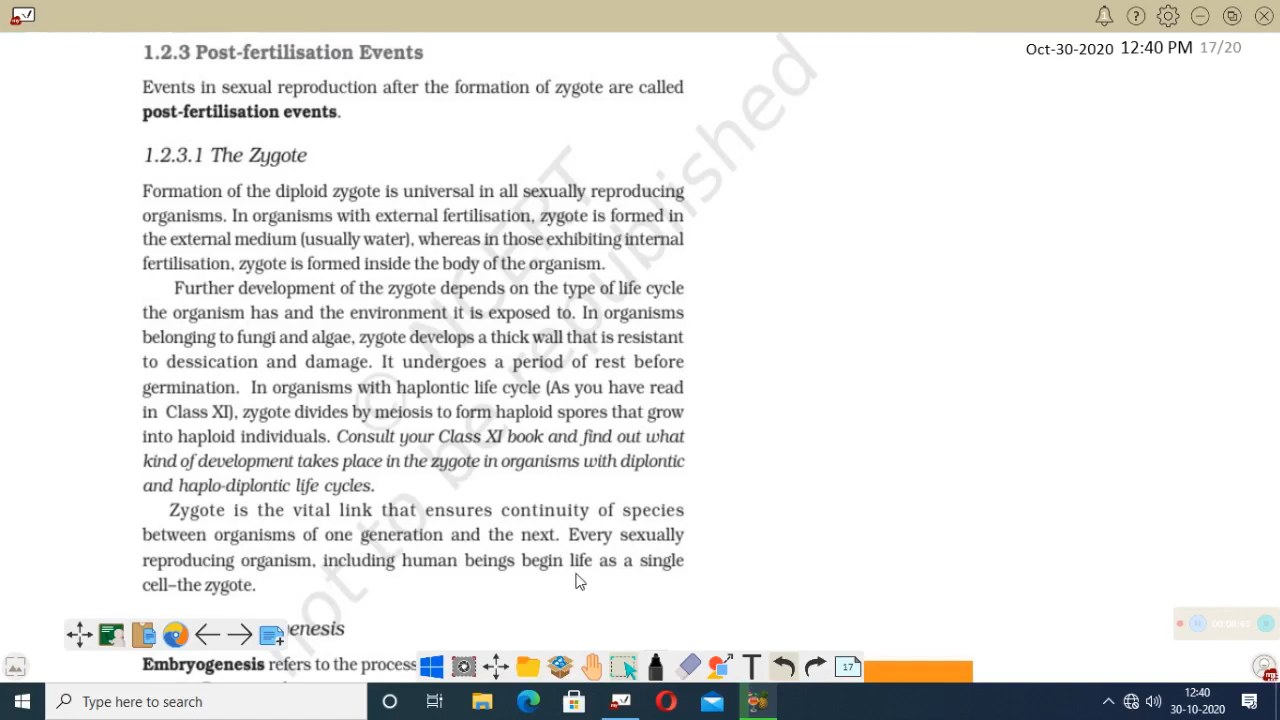 Oct-30-2020 12:40 PM 17/20
1.2.3 Post-fertilisation Events
Events in sexual reproduction after the formation of zygote are called
post-fertilisation events.
1.2.3.1 The Zygote
Formation of the diploid zygote is universal in all sexually reproducing
organisms. In organisms with external fertilisation, zygote is formed in
the external medium (usually water), whereas in those exhibiting internal
fertilisation, zygote is formed inside the body of the organism.
Further development of the zygote depends on the type of life cycle
the organism has and the environment it is exposed to. In organisms
belonging to fungi and algae, zygote develops a thick wall that is resistant
to dessication and damage. It undergoes a period of rest before
germination. In organisms with haplontic life cycle (As you have read
in Class XI), zygote divides by meiosis to form haploid spores that grow
into haploid individuals. Consult your Class XI book and find out what
kind of development takes place in the zygote in organisms with diplontic
and haplo-diplontic life cycles.
Zygote is the vital link that ensures continuity of species
between organisms of one generation and the next. Every sexually
reproducing organism, including human beings begin life as a single
cell–the zygote.
enesis
Embryogenesis refers to the process
© NCERT
not to be republished
17
Type here to search
12:40
30-10-2020